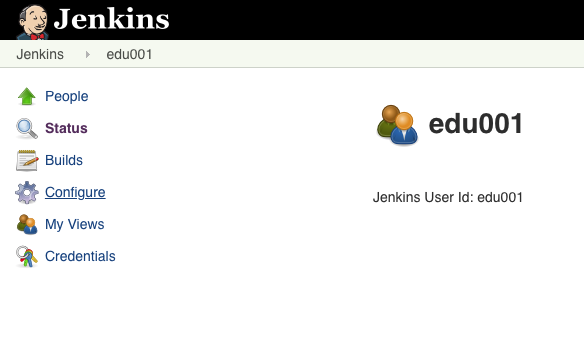 Jenkins
Jenkins edu001
People
Status
Builds
Configure
My Views
Credentials
edu001
Jenkins User Id: edu001